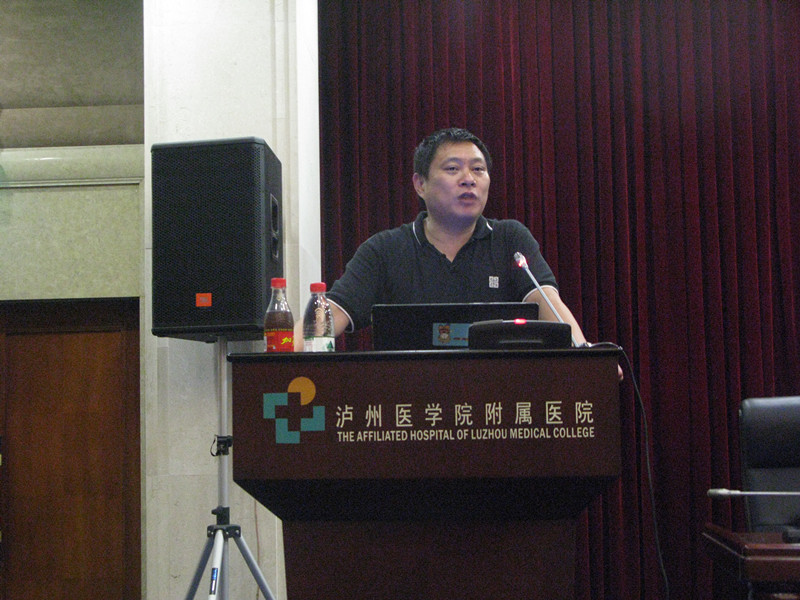 泸州医学院附属医院
THE AFFILIATED HOSPITAL OF LUZHOU MEDICAL COLLEGE